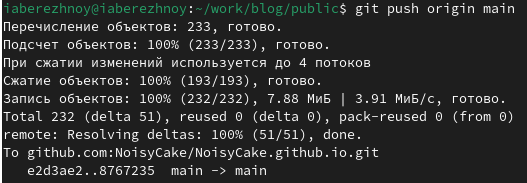 iaberezhnoy@iaberezhnoy:~/work/blog/public$ git push origin main
Перечисление объектов: 233, готово.
Подсчет объектов: 100% (233/233), готово.
При сжатии изменений используется до 4 потоков
Сжатие объектов: 100% (193/193), готово.
Запись объектов: 100% (232/232), 7.88 МиБ | 3.91 МиБ/с, готово.
Total 232 (delta 51), reused 0 (delta 0), pack-reused 0 (from 0)
remote: Resolving deltas: 100% (51/51), done.
To github.com:NoisyCake/NoisyCake.github.io.git
   e2d3ae2..8767235  main -> main